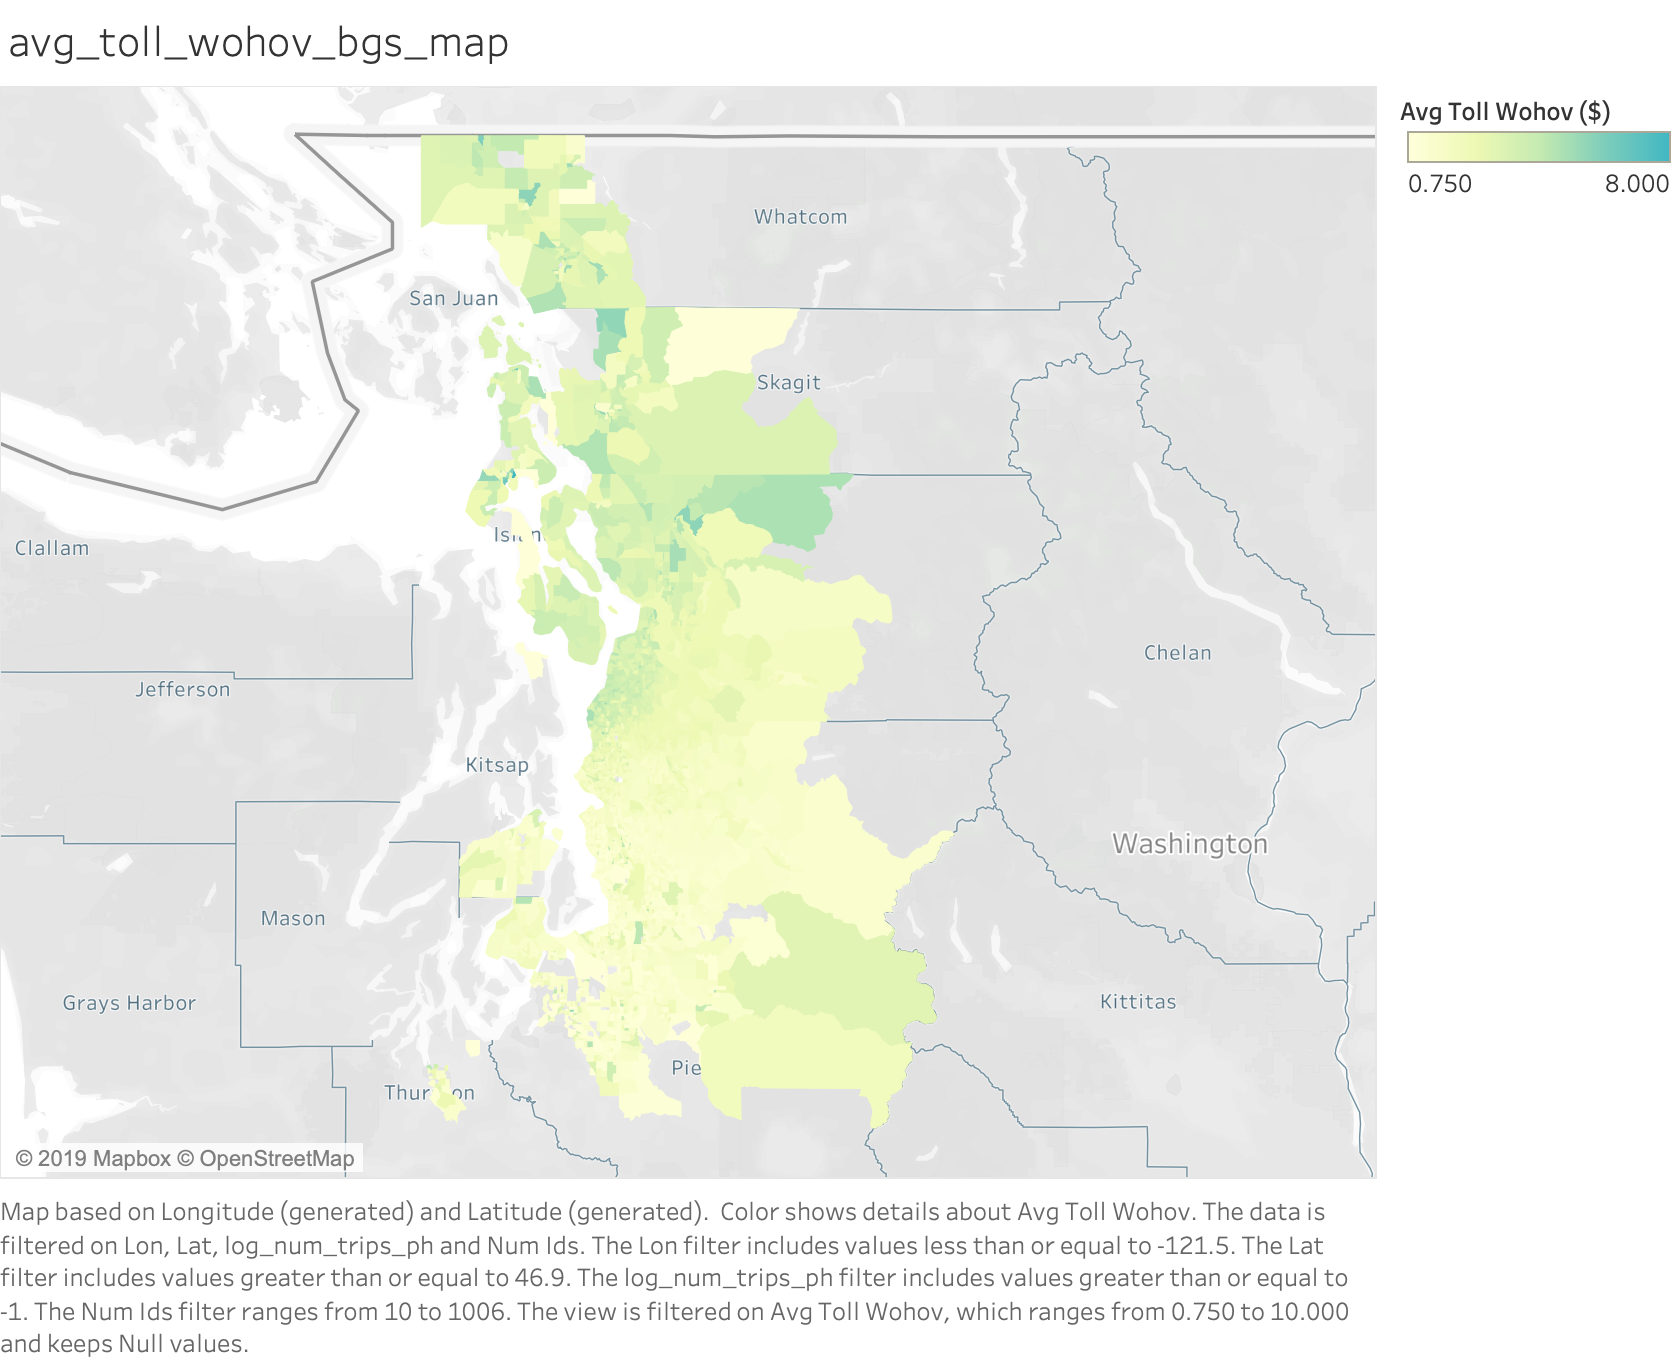 avg_toll_wohov_bgs_map
Avg Toll Wohov ($)
0.750 8.000
Whatcom
San Juan
Skagit
Clallam
Chelan
Jefferson
Kitsap
Washington
Mason
Grays Harbor
Kittitas
Pie
© 2019 Mapbox © OpenStreetMap
Map based on Longitude (generated) and Latitude (generated).  Color shows details about Avg Toll Wohov. The data is
filtered on Lon, Lat, log_num_trips_ph and Num Ids. The Lon filter includes values less than or equal to -121.5. The Lat
filter includes values greater than or equal to 46.9. The log_num_trips_ph filter includes values greater than or equal to
-1. The Num Ids filter ranges from 10 to 1006. The view is filtered on Avg Toll Wohov, which ranges from 0.750 to 10.000
and keeps Null values.